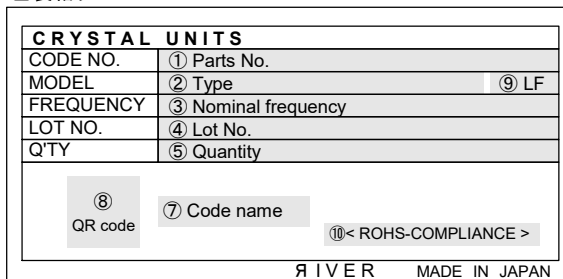 CRYSTAL UNITS
CODE NO. ① Parts No.
MODEL ② Type ⑨ LF
FREQUENCY ③ Nominal frequency
LOT NO. ④ Lot No.
Q'TY ⑤ Quantity
⑧
QR code
⑦ Code name
⑩< ROHS-COMPLIANCE >
ЯIVER MADE IN JAPAN